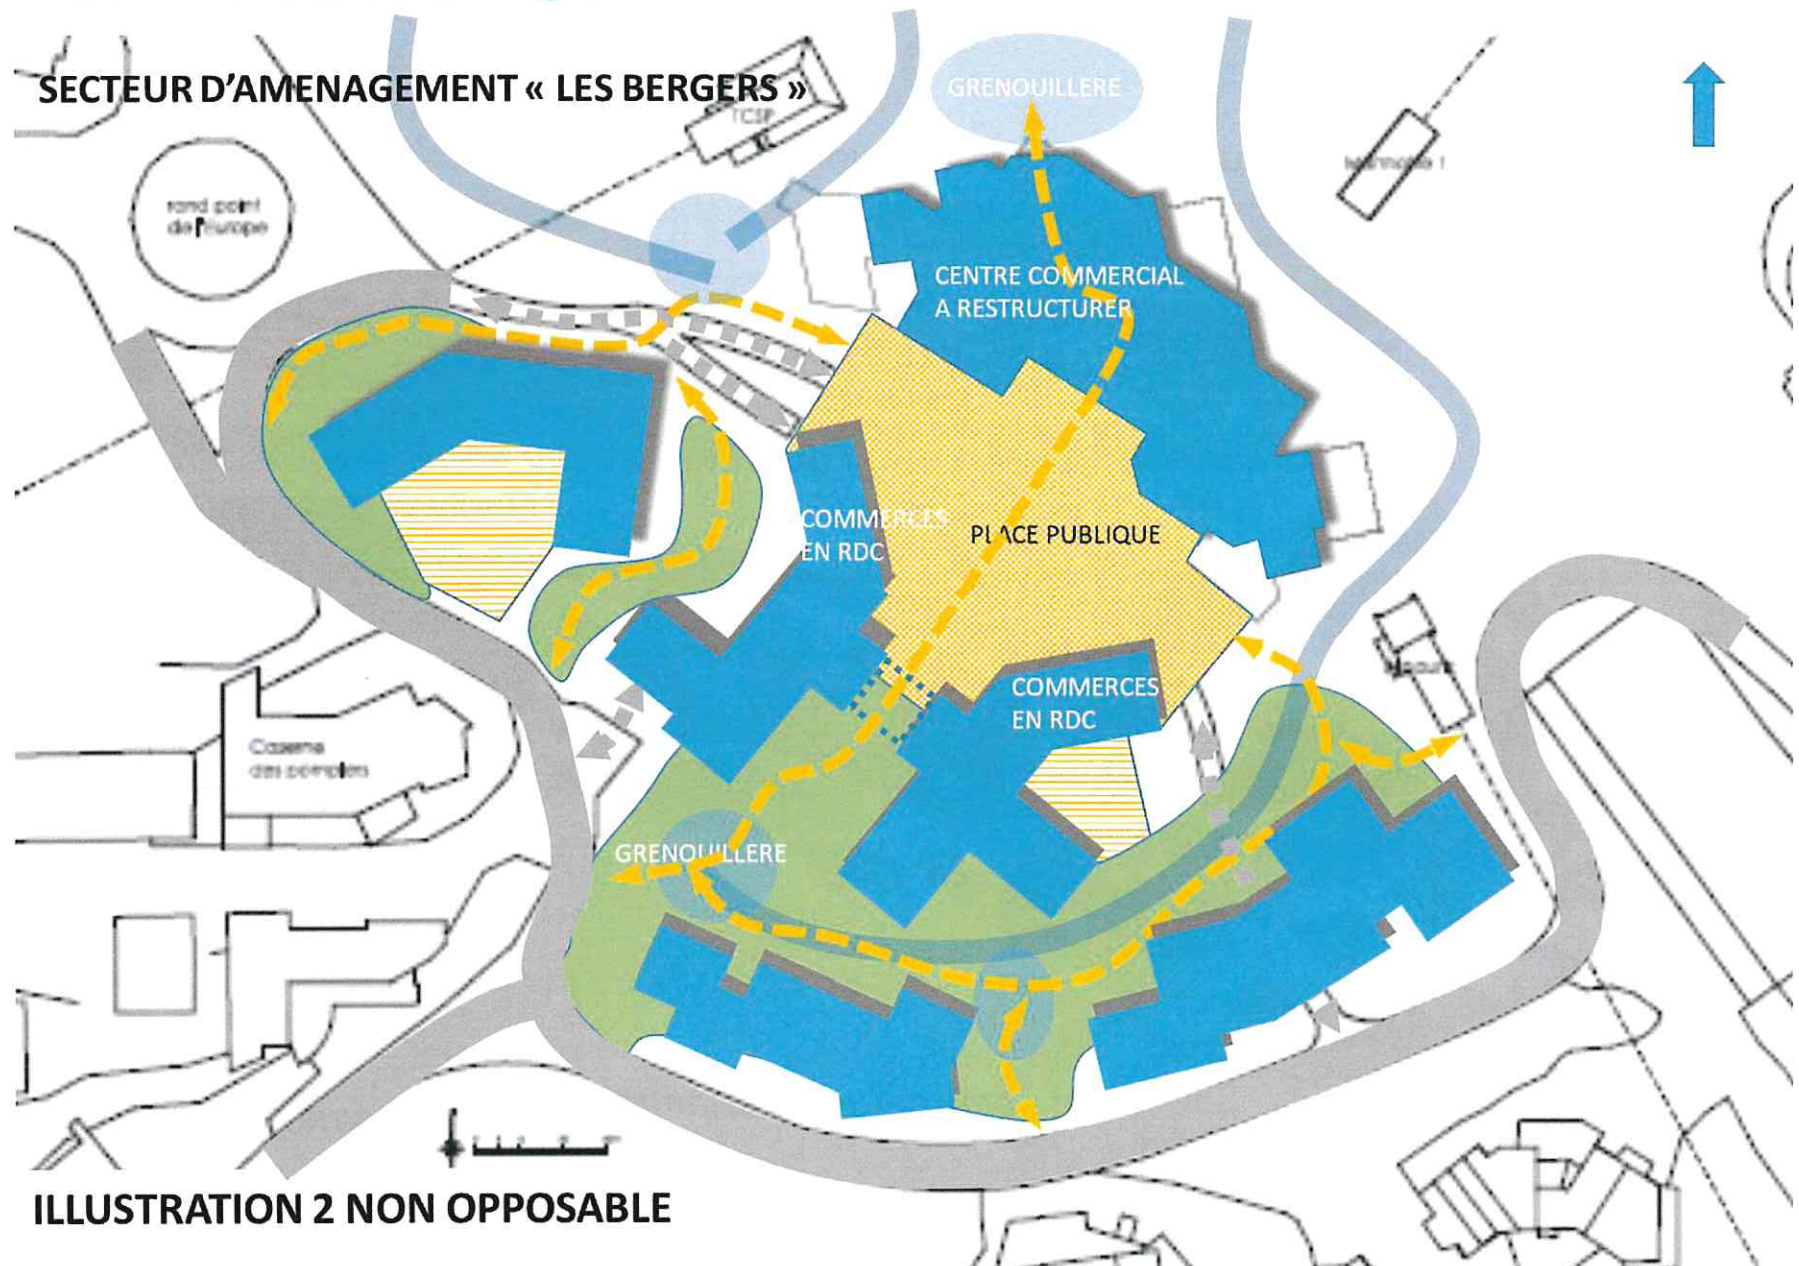 SECTEUR D'AMENAGEMENT « LES BERGERS »
TCSP
GRENOUILLERE
rond point
de l'Europe
CENTRE COMMERCIAL
A RESTRUCTURER
COMMERCES
EN RDC
PLACE PUBLIQUE
COMMERCES
EN RDC
Caserne
des pompiers
GRENOUILLERE
ILLUSTRATION 2 NON OPPOSABLE